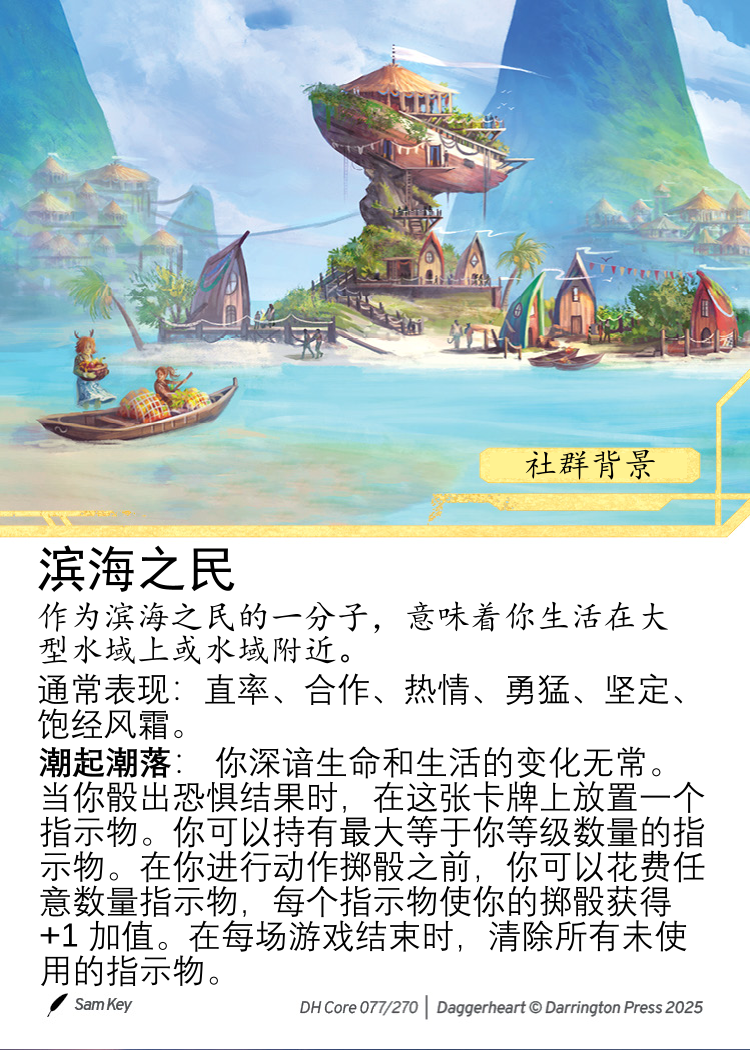 社群背景
滨海之民
作为滨海之民的一分子，意味着你生活在大
型水域上或水域附近。
通常表现：直率、合作、热情、勇猛、坚定、
饱经风霜。
潮起潮落： 你深谙生命和生活的变化无常。
当你骰出恐惧结果时，在这张卡牌上放置一个
指示物。你可以持有最大等于你等级数量的指
示物。在你进行动作掷骰之前，你可以花费任
意数量指示物，每个指示物使你的掷骰获得
+1 加值。在每场游戏结束时，清除所有未使
用的指示物。
Sam Key
DH Core 077/270 | Daggerheart © Darrington Press 2025